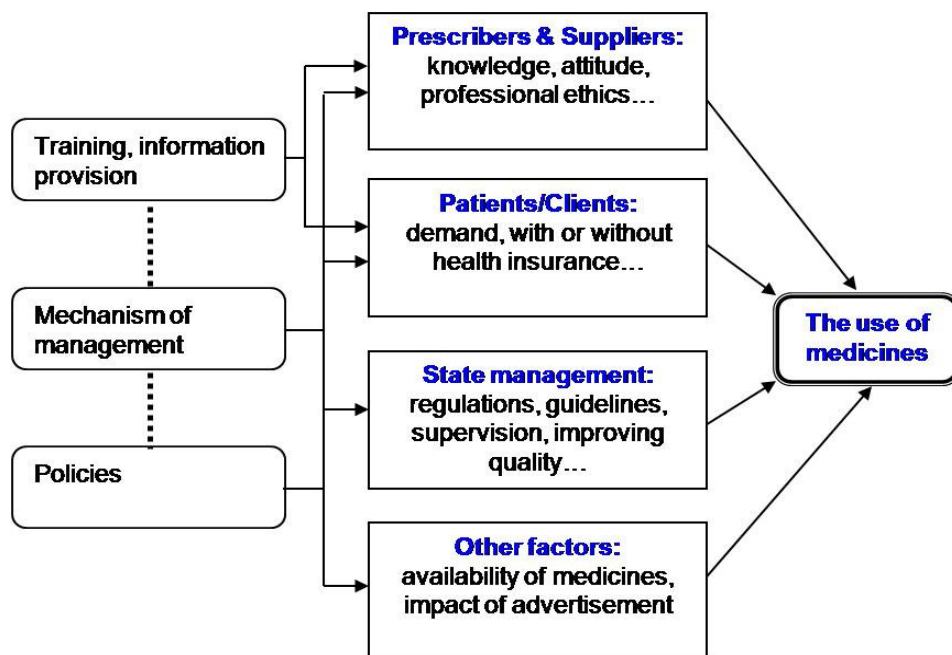 Training, information
provision
Mechanism of
management
Policies
Prescribers & Suppliers:
knowledge, attitude,
professional ethics…
Patients/Clients:
demand, with or without
health insurance…
State management:
regulations, guidelines,
supervision, improving
quality…
Other factors:
availability of medicines,
impact of advertisement
The use of
medicines